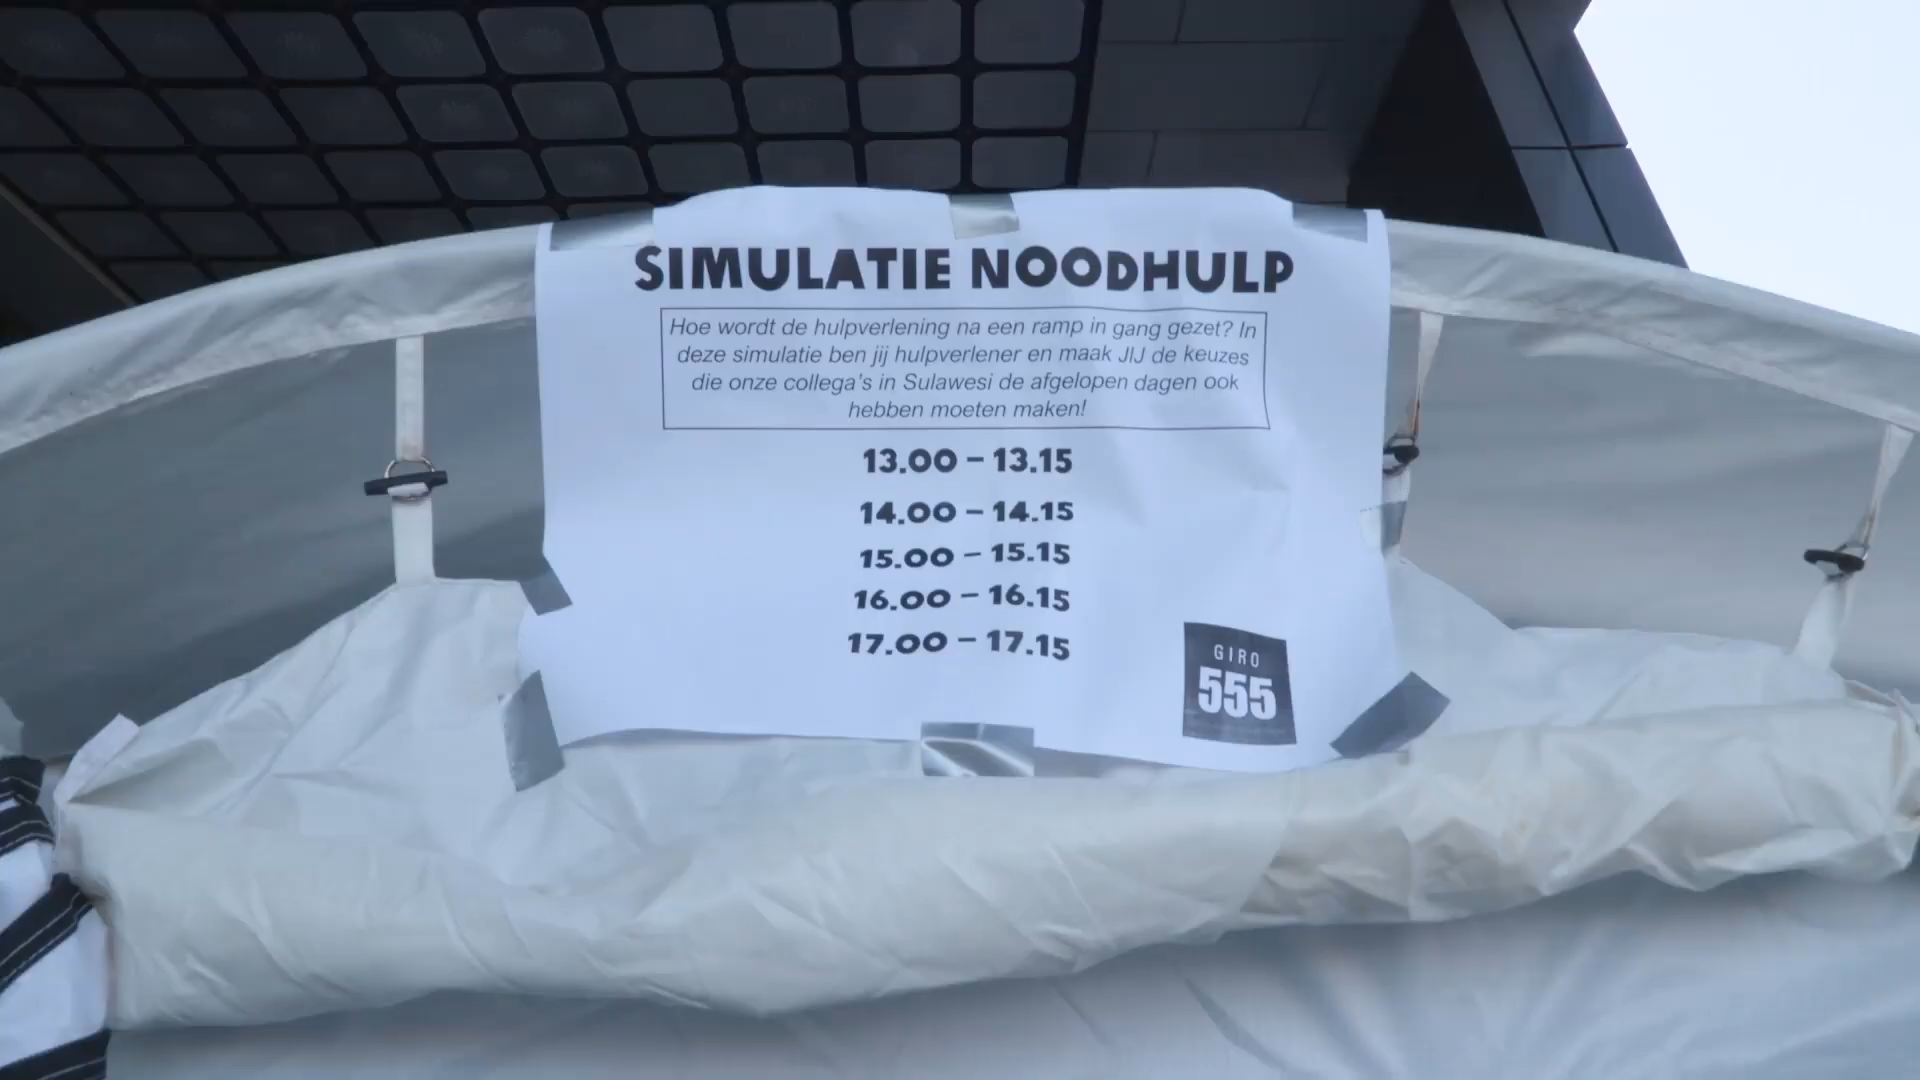 SIMULATIE NOODHULP
Hoe wordt de hulpverlening na een ramp in gang gezet? In
deze simulatie ben jij hulpverlener en maak JIJ de keuzes
die onze collega's in Sulawesi de afgelopen dagen ook
hebben moeten maken!
13.00 - 13.15
14.00 - 14.15
15.00 - 15.15
16.00 - 16.15
17.00 - 17.15
GIRO
555